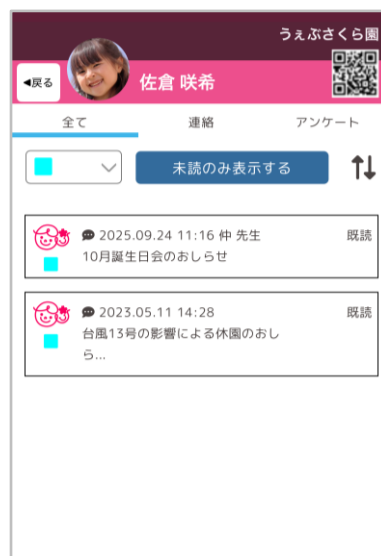 うぇぶさくら園
◀戻る
佐倉 咲希
全て
連絡
アンケート
未読のみ表示する
2025.09.24 11:16 仲 先生
既読
10月誕生日会のおしらせ
2023.05.11 14:28
既読
台風13号の影響による休園のおし
ら...